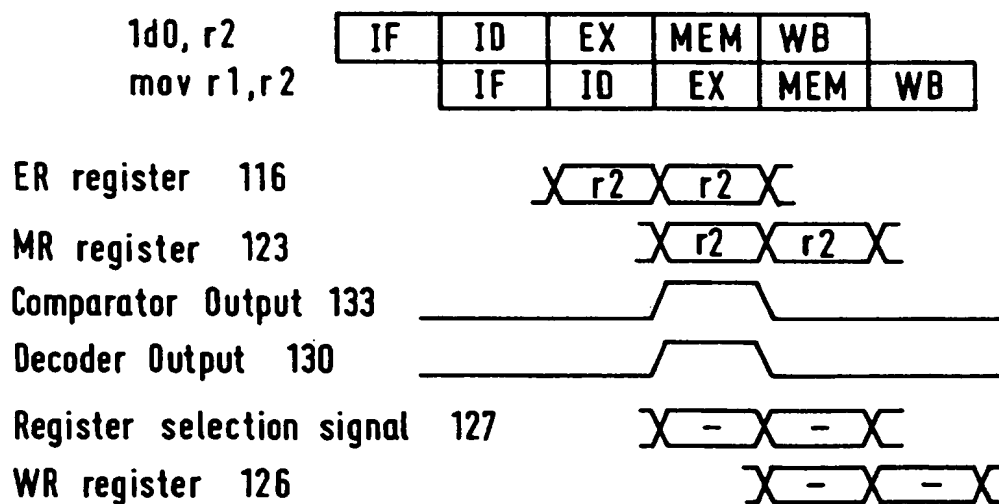 1d0, r2 IF ID EX MEM WB
mov r1,r2 IF ID EX MEM WB
ER register 116 r2 r2
MR register 123 r2 r2
Comparator Output 133
Decoder Output 130
Register selection signal 127 - -
WR register 126 - -